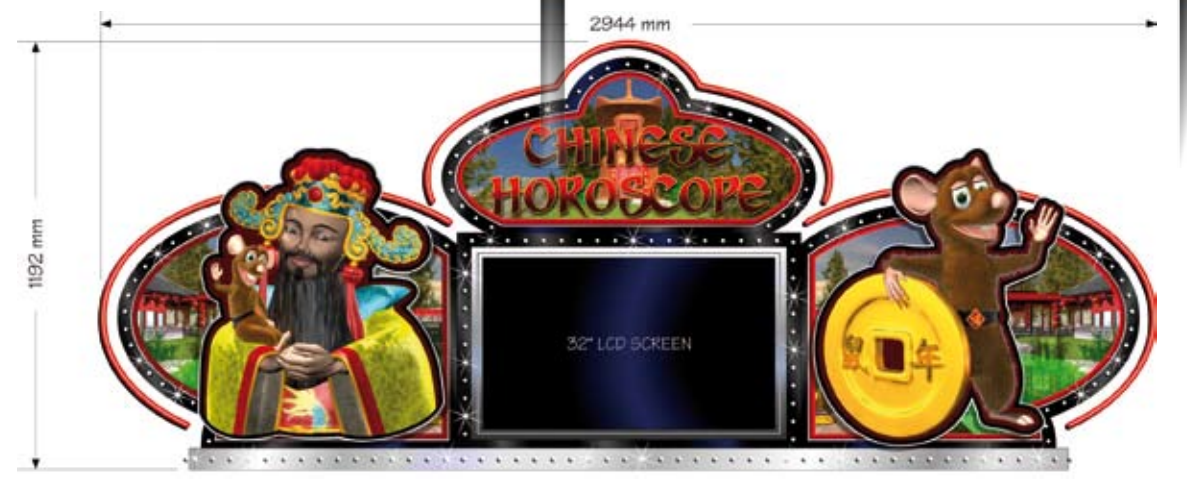 2944 mm
CHINESE
HOROSCOPE
1192 mm
32" LCD SCREEN
鼠 年